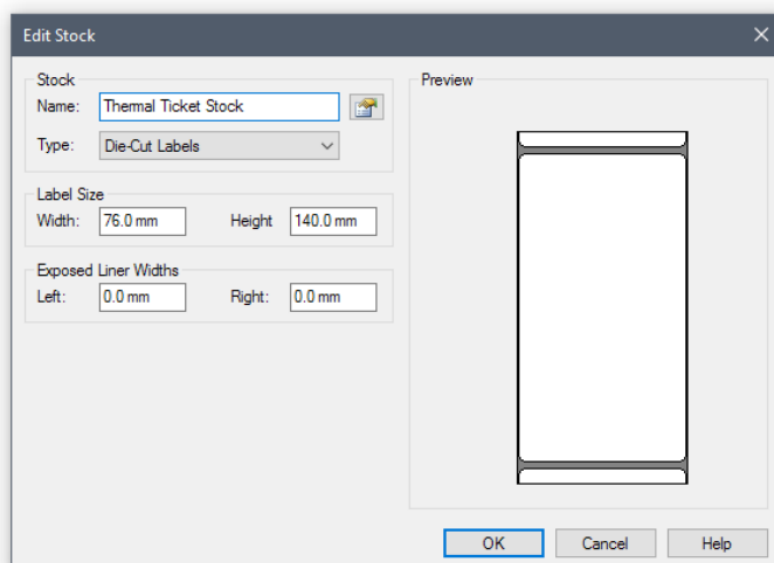 Edit Stock
Stock
Name: Thermal Ticket Stock
Type: Die-Cut Labels
Label Size
Width: 76.0 mm Height 140.0 mm
Exposed Liner Widths
Left: 0.0 mm Right: 0.0 mm
Preview
OK Cancel Help